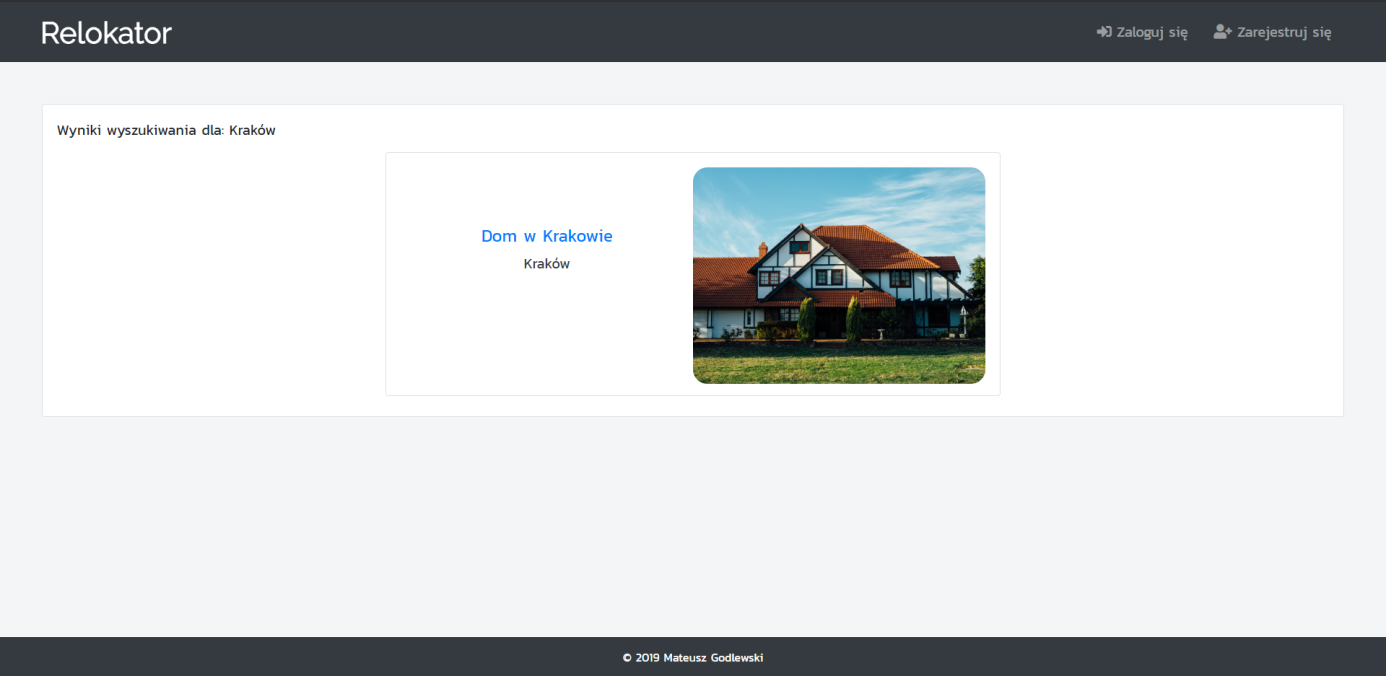 Relokator
Zaloguj się
Zarejestruj się
Wyniki wyszukiwania dla: Kraków
Dom w Krakowie
Kraków
© 2019 Mateusz Godlewski